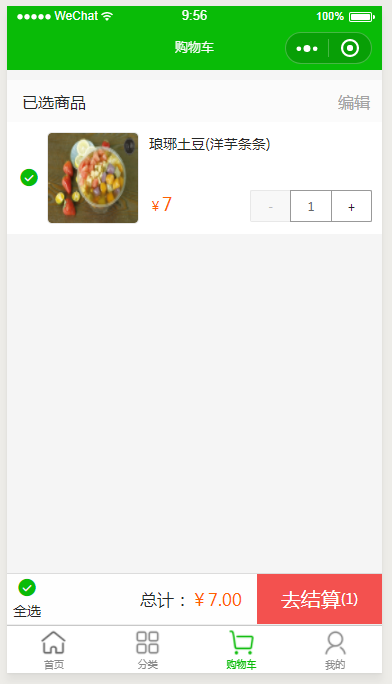 WeChat 9:56 100%
购物车
已选商品 编辑
琅琊土豆(洋芋条条)
￥7 - 1 +
全选 总计：￥7.00 去结算(1)
首页 分类 购物车 我的